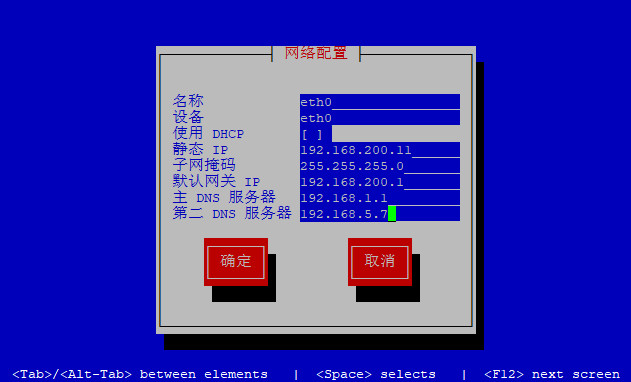 网络配置
名称 eth0
设备 eth0
使用 DHCP [ ]
静态 IP 192.168.200.11
子网掩码 255.255.255.0
默认网关 IP 192.168.200.1
主 DNS 服务器 192.168.1.1
第二 DNS 服务器 192.168.5.7
确定 取消
<Tab>/<Alt-Tab> between elements | <Space> selects | <F12> next screen